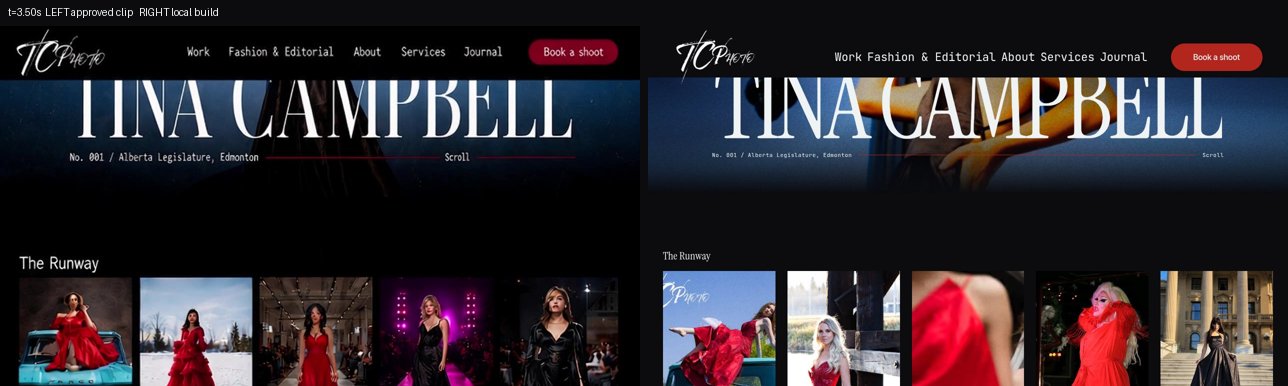 t=3.50s LEFT approved clip RIGHT local build
TCPHOTO
Work Fashion & Editorial About Services Journal Book a shoot
TINA CAMPBELL
No. 001 / Alberta Legislature, Edmonton Scroll
The Runway
TCPHOTO
Work Fashion & Editorial About Services Journal Book a shoot
TINA CAMPBELL
No. 001 / Alberta Legislature, Edmonton Scroll
The Runway
CPHOTO